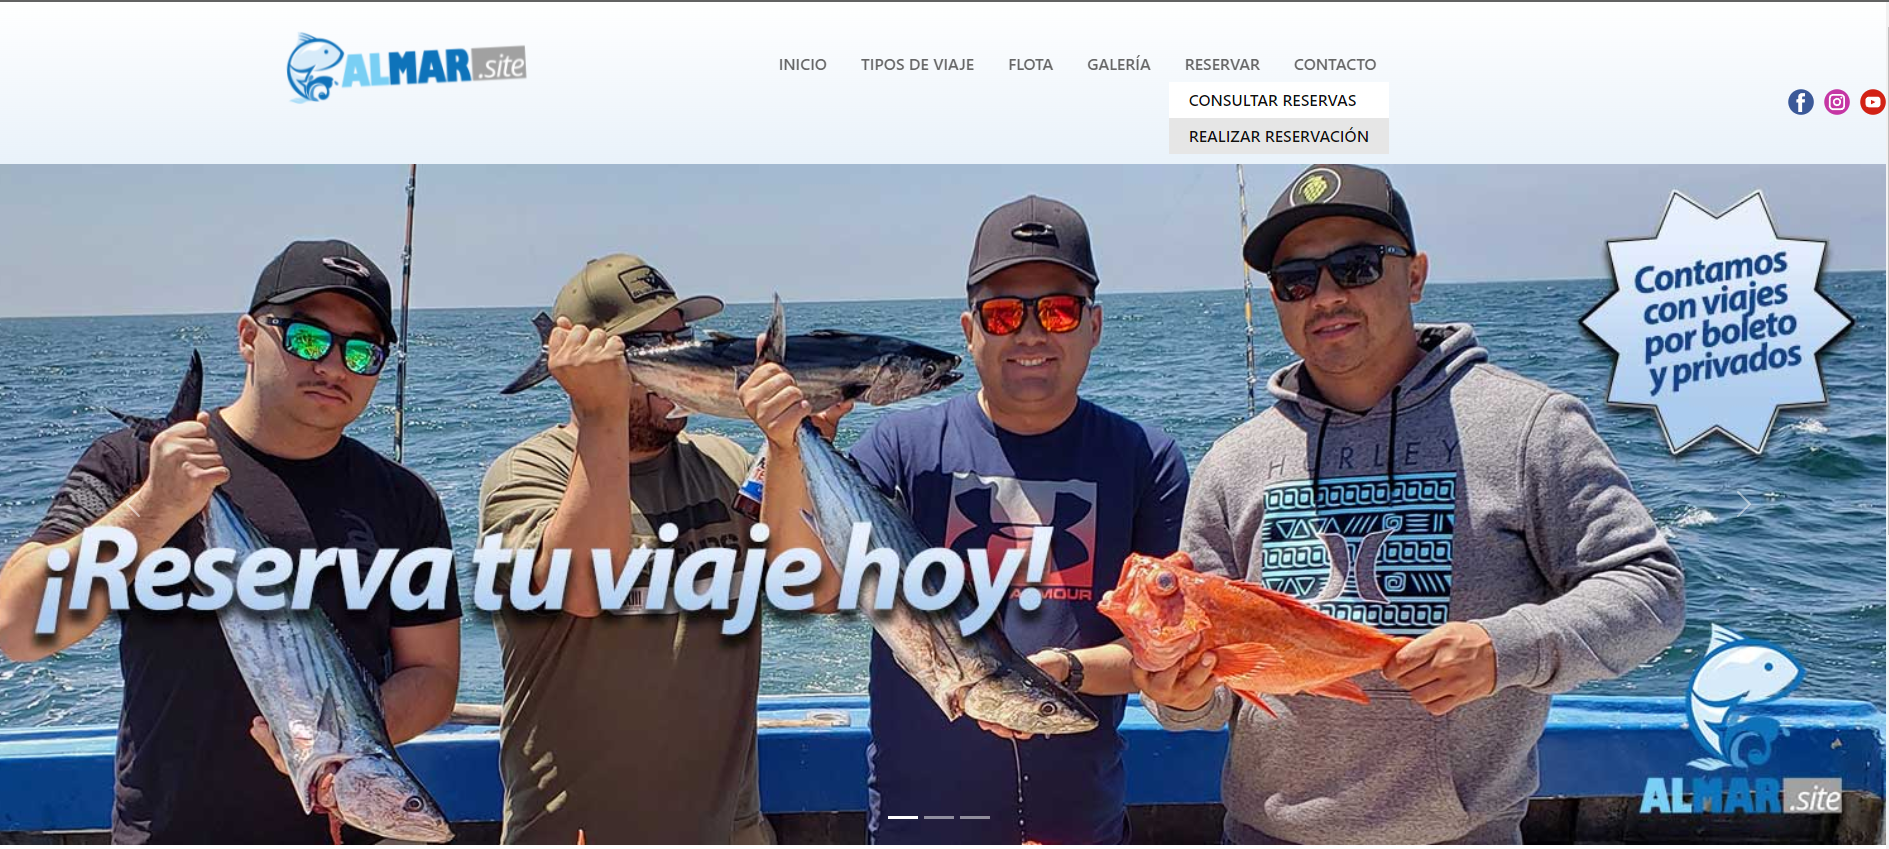 ALMAR.site
INICIO
TIPOS DE VIAJE
FLOTA
GALERÍA
RESERVAR
CONTACTO
CONSULTAR RESERVAS
REALIZAR RESERVACIÓN
Contamos
con viajes
por boleto
y privados
HURLEY
¡Reserva tu viaje hoy!
ARMOUR
ALMAR.site